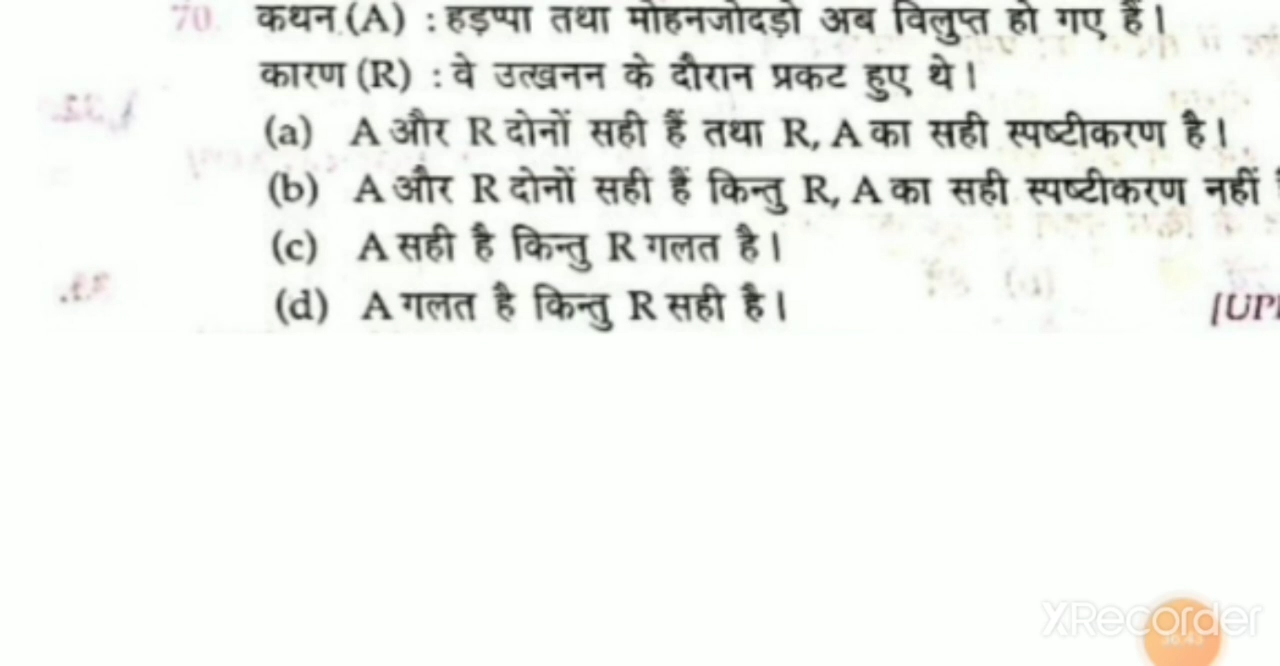 70. कथन (A) : हड़प्पा तथा मोहनजोदड़ो अब विलुप्त हो गए हैं।
कारण (R) : वे उत्खनन के दौरान प्रकट हुए थे।
(a) A और R दोनों सही हैं तथा R, A का सही स्पष्टीकरण है।
(b) A और R दोनों सही हैं किन्तु R, A का सही स्पष्टीकरण नहीं
(c) A सही है किन्तु R गलत है।
(d) A गलत है किन्तु R सही है।
[UP
XRecorder